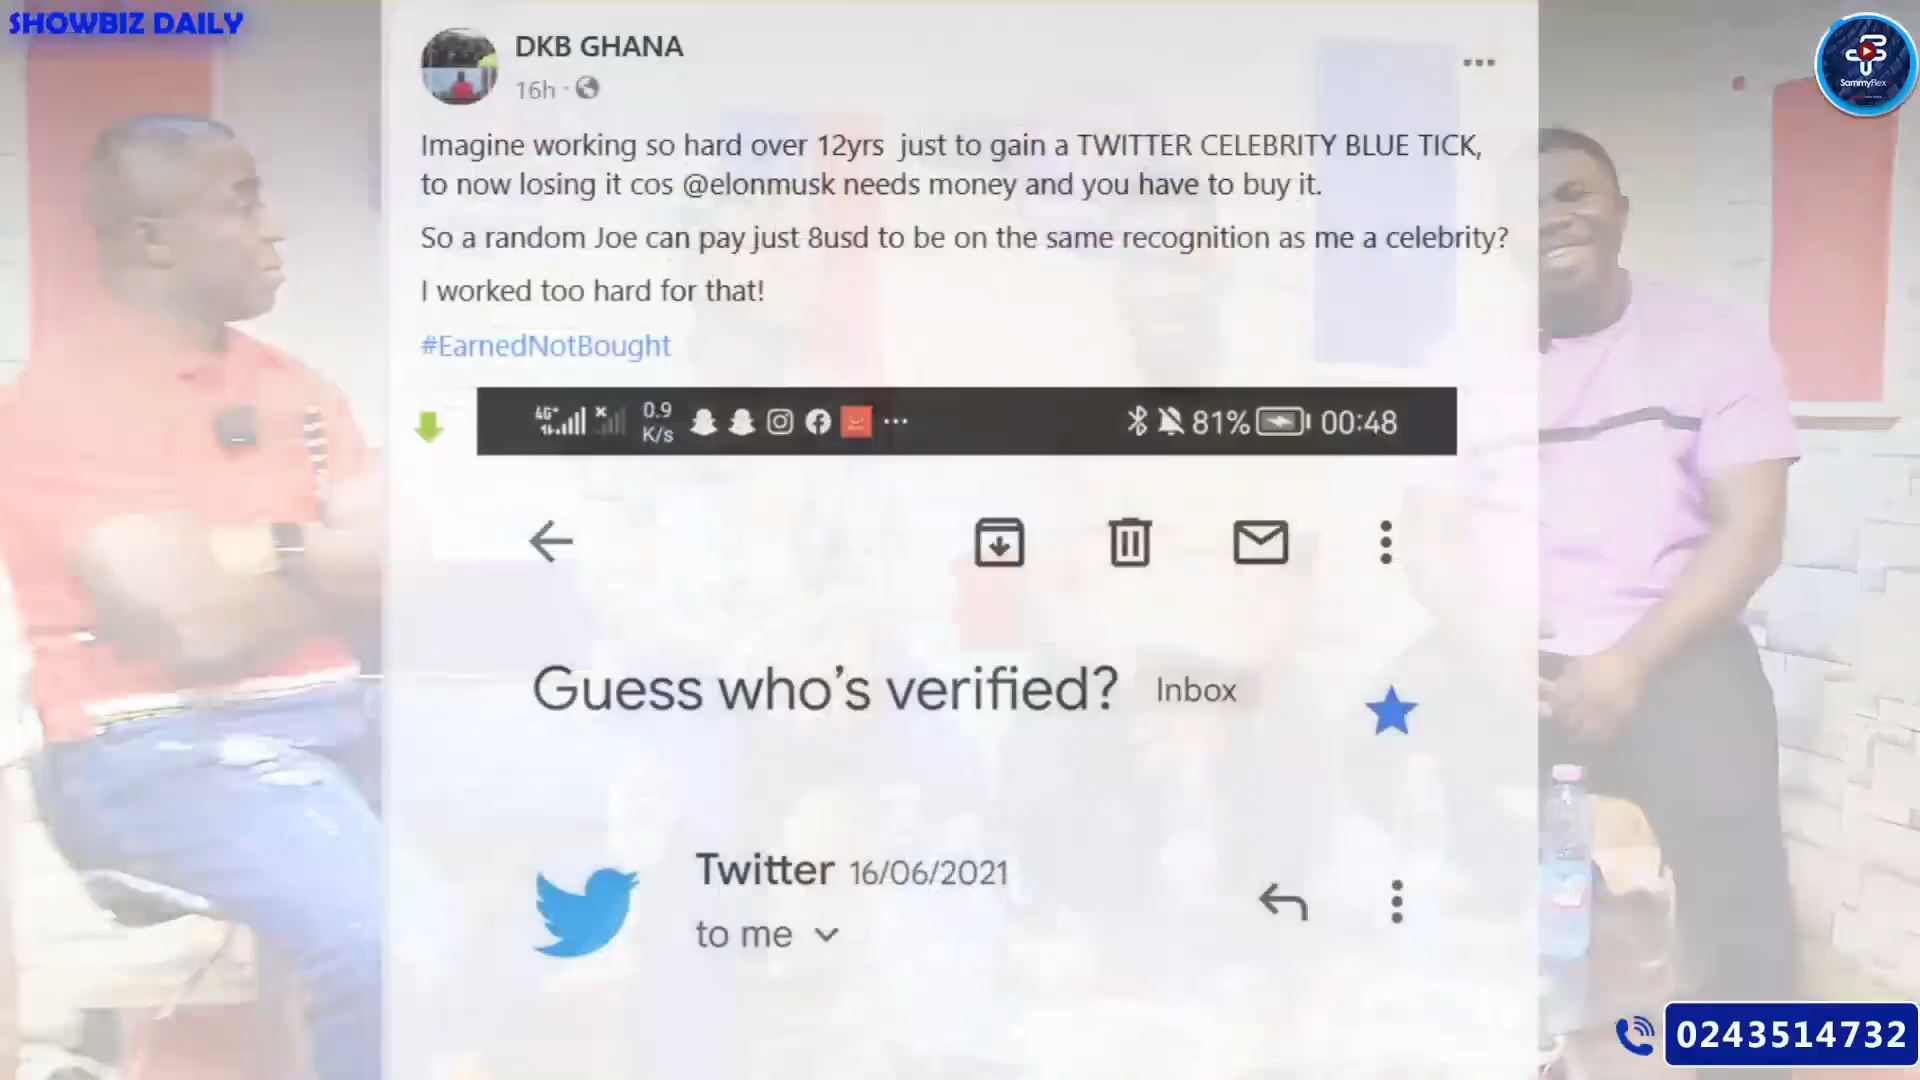 SHOWBIZ DAILY
SammyFlex
DKB GHANA
16h ·
Imagine working so hard over 12yrs just to gain a TWITTER CELEBRITY BLUE TICK,
to now losing it cos @elonmusk needs money and you have to buy it.
So a random Joe can pay just 8usd to be on the same recognition as me a celebrity?
I worked too hard for that!
#EarnedNotBought
4G+ 0.9 K/s 81% 00:48
Guess who's verified? Inbox
Twitter 16/06/2021
to me
0243514732